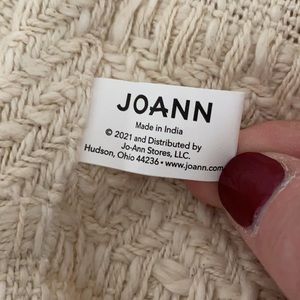 JOANN
Made in India
© 2021 and Distributed by
Jo-Ann Stores, LLC.
Hudson, Ohio 44236 • www.joann.com